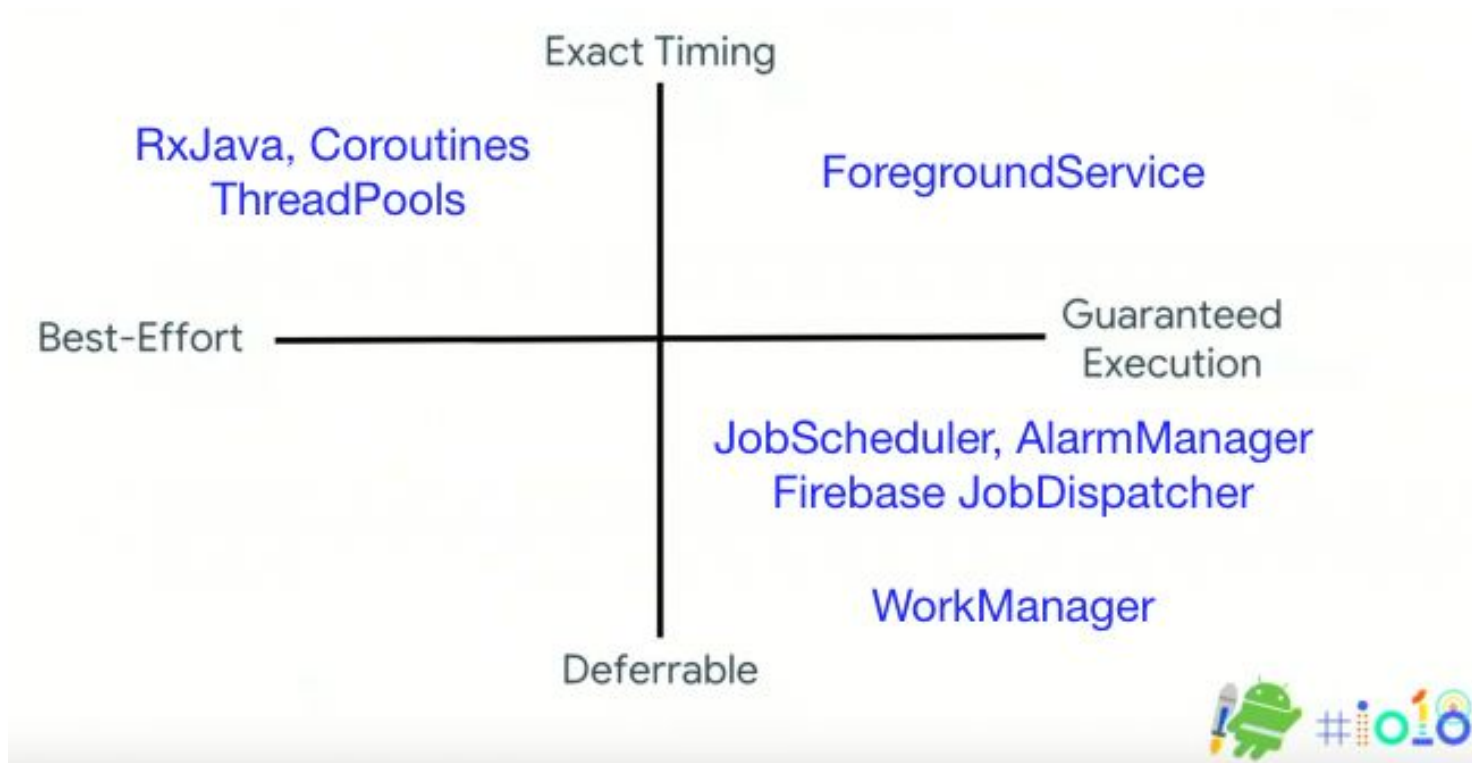 Exact Timing
RxJava, Coroutines
ThreadPools
ForegroundService
Best-Effort
Guaranteed
Execution
JobScheduler, AlarmManager
Firebase JobDispatcher
WorkManager
Deferrable
#io18